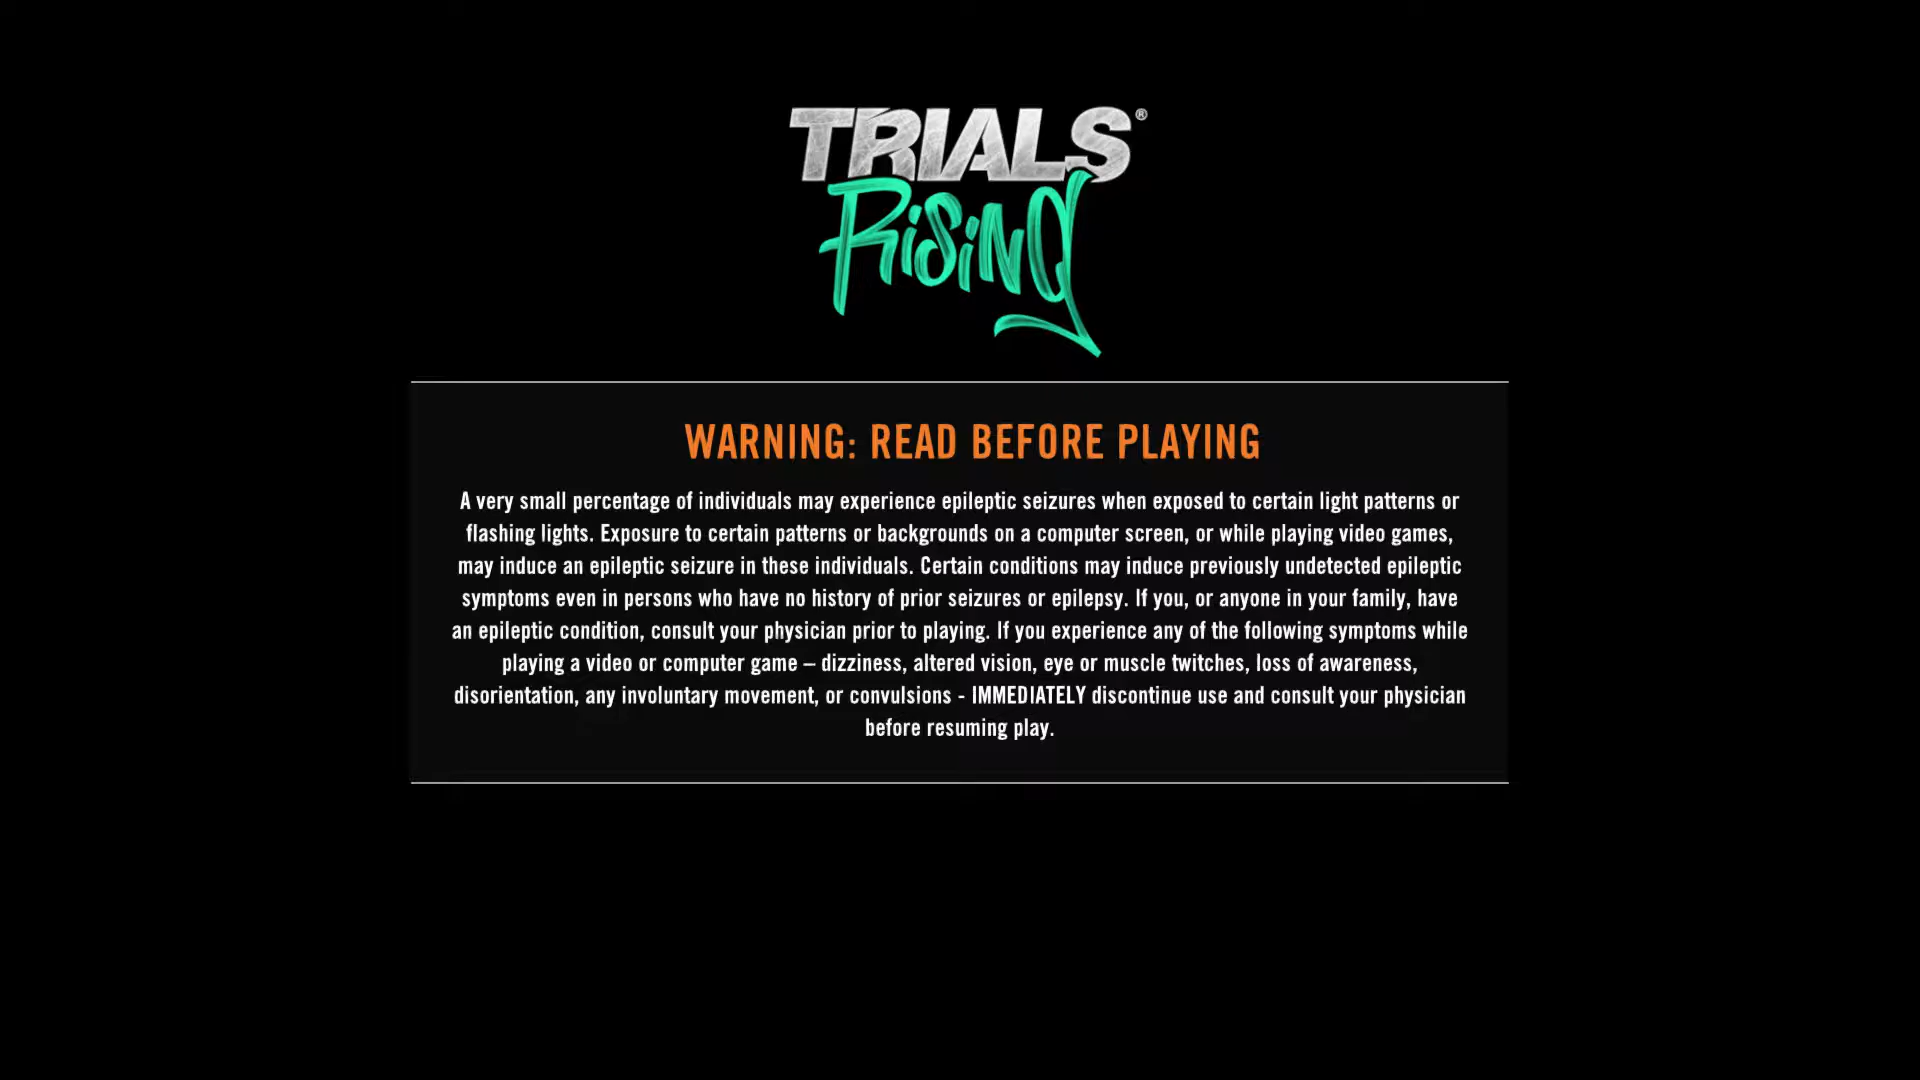 TRIALS®
Rising
WARNING: READ BEFORE PLAYING
A very small percentage of individuals may experience epileptic seizures when exposed to certain light patterns or
flashing lights. Exposure to certain patterns or backgrounds on a computer screen, or while playing video games,
may induce an epileptic seizure in these individuals. Certain conditions may induce previously undetected epileptic
symptoms even in persons who have no history of prior seizures or epilepsy. If you, or anyone in your family, have
an epileptic condition, consult your physician prior to playing. If you experience any of the following symptoms while
playing a video or computer game – dizziness, altered vision, eye or muscle twitches, loss of awareness,
disorientation, any involuntary movement, or convulsions - IMMEDIATELY discontinue use and consult your physician
before resuming play.